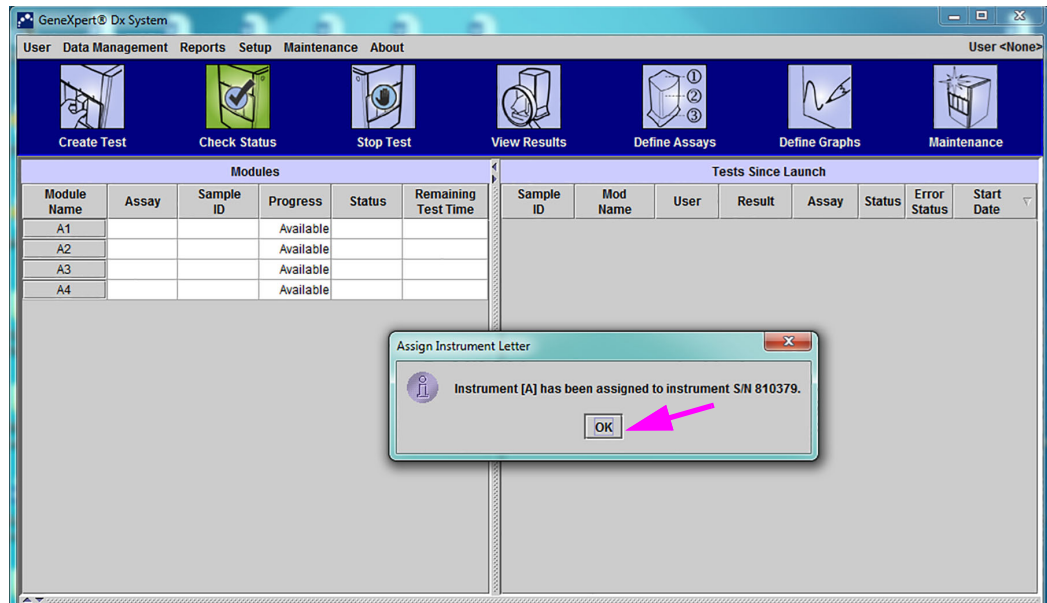 GeneXpert® Dx System
User Data Management Reports Setup Maintenance About User <None>
Create Test Check Status Stop Test View Results Define Assays Define Graphs Maintenance
① ② ③
Modules
Module Name Assay Sample ID Progress Status Remaining Test Time
A1 Available
A2 Available
A3 Available
A4 Available
Tests Since Launch
Sample ID Mod Name User Result Assay Status Error Status Start Date
Assign Instrument Letter
Instrument [A] has been assigned to instrument S/N 810379.
OK